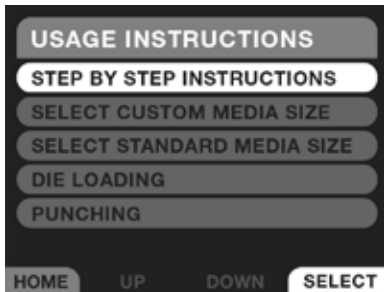 USAGE INSTRUCTIONS
STEP BY STEP INSTRUCTIONS
SELECT CUSTOM MEDIA SIZE
SELECT STANDARD MEDIA SIZE
DIE LOADING
PUNCHING
HOME UP DOWN SELECT